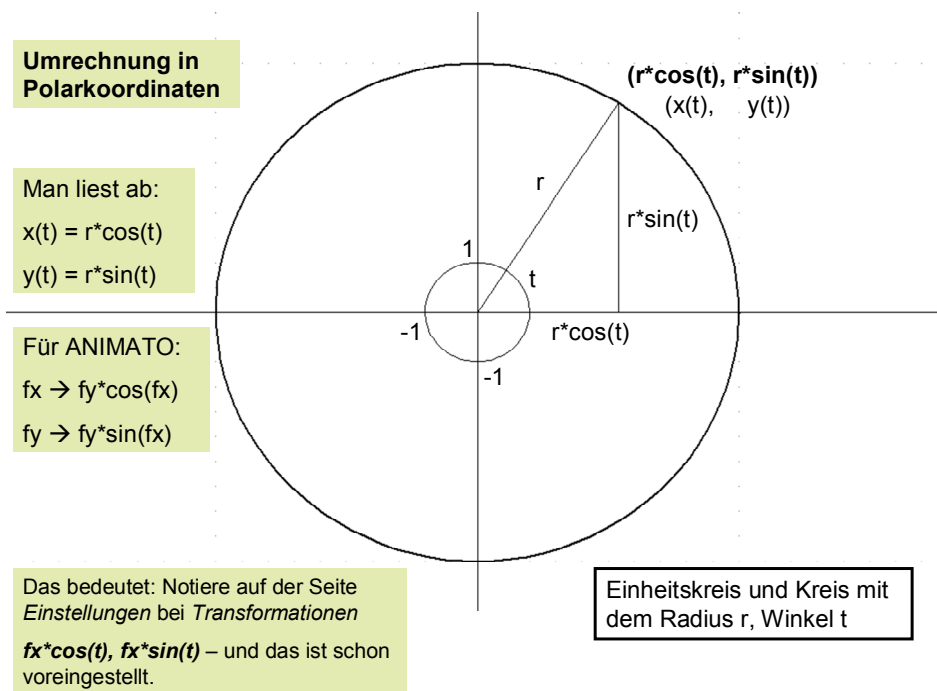 Umrechnung in
Polarkoordinaten
(r*cos(t), r*sin(t))
(x(t), y(t))
Man liest ab:
x(t) = r*cos(t)
y(t) = r*sin(t)
r
r*sin(t)
1
t
-1
r*cos(t)
-1
Für ANIMATO:
fx → fy*cos(fx)
fy → fy*sin(fx)
Das bedeutet: Notiere auf der Seite
Einstellungen bei Transformationen
fx*cos(t), fx*sin(t) – und das ist schon
voreingestellt.
Einheitskreis und Kreis mit
dem Radius r, Winkel t